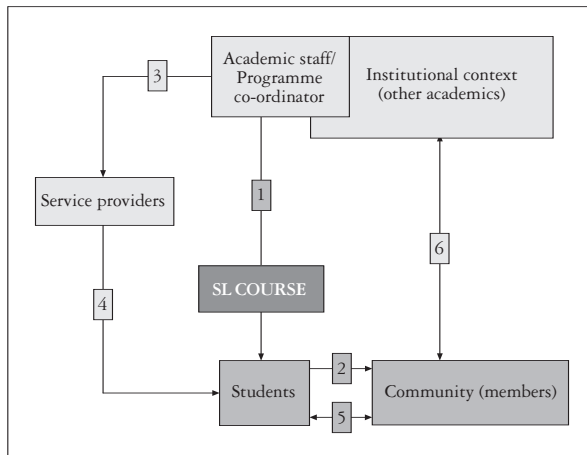 Academic staff/
Programme
co-ordinator
Institutional context
(other academics)
3
Service providers
1
6
SL COURSE
4
Students
2
Community (members)
5